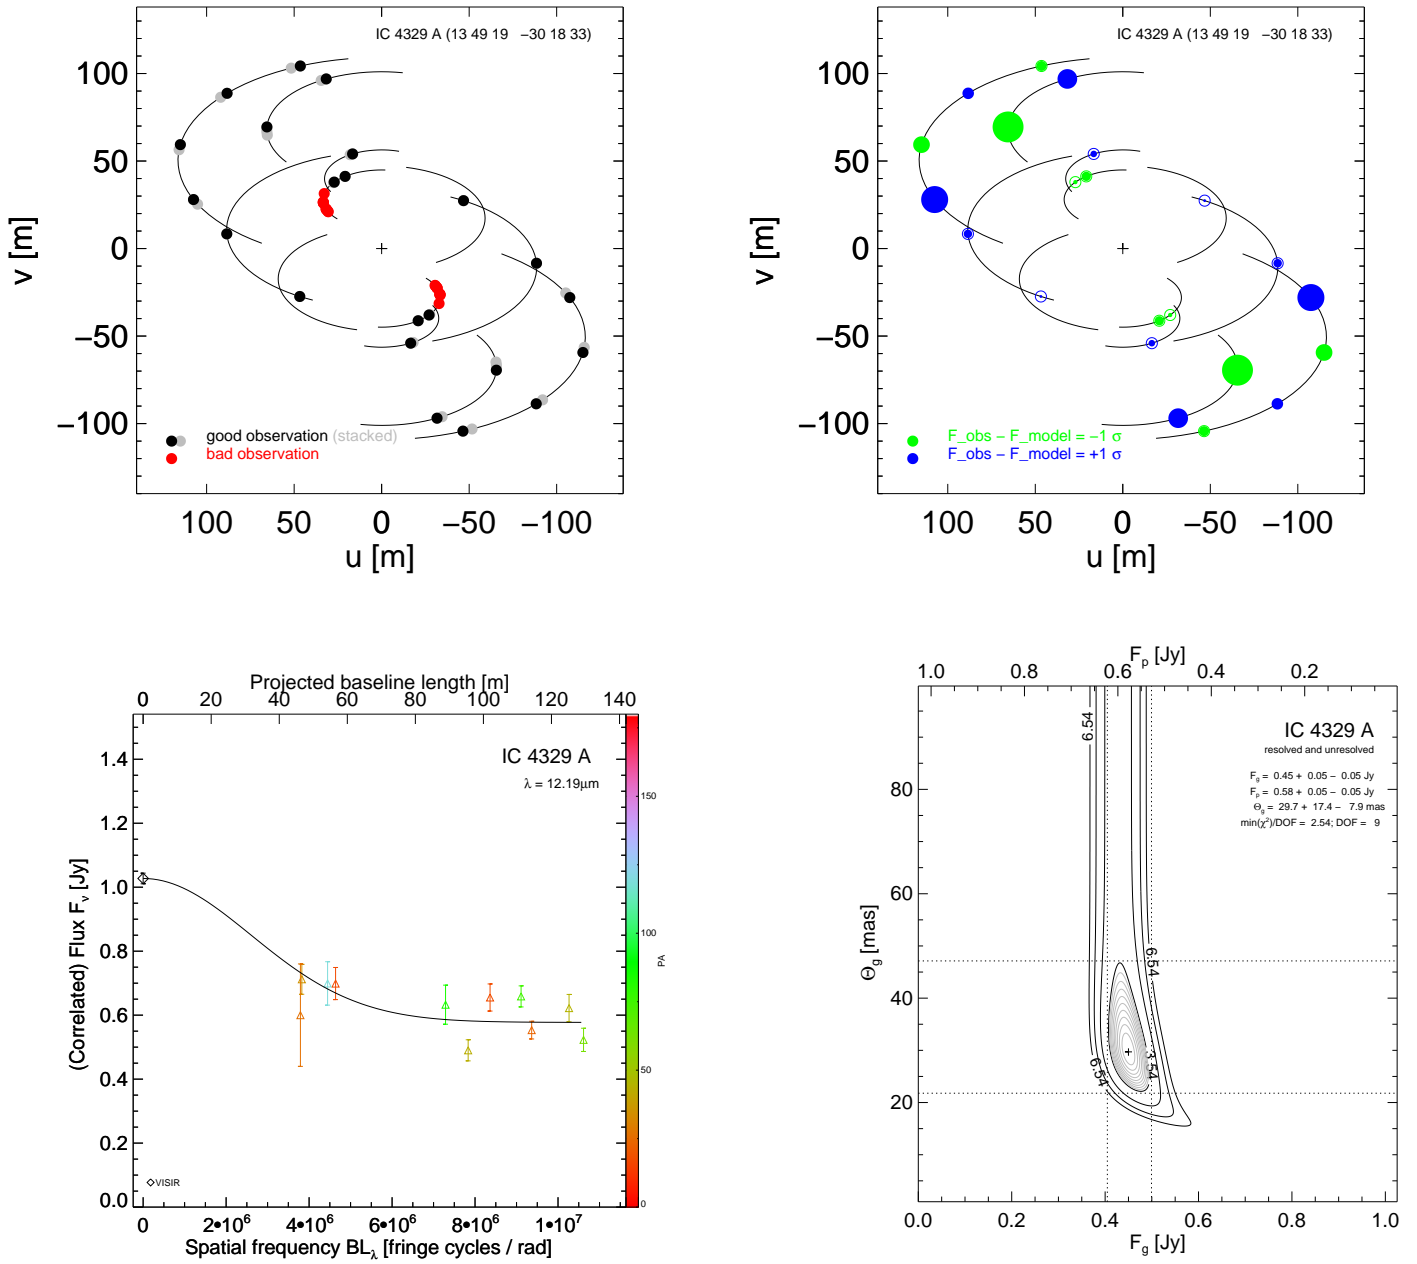 IC 4329 A (13 49 19 −30 18 33)
100
50
0
−50
−100
v [m]
good observation (stacked)
bad observation
100 50 0 −50 −100
u [m]
IC 4329 A (13 49 19 −30 18 33)
100
50
0
−50
−100
v [m]
F_obs − F_model = −1 σ
F_obs − F_model = +1 σ
100 50 0 −50 −100
u [m]
Projected baseline length [m]
0 20 40 60 80 100 120 140
IC 4329 A
λ = 12.19μm
1.4
1.2
1.0
0.8
0.6
0.4
0.2
0.0
(Correlated) Flux Fν [Jy]
VISIR
150
100
50
0
PA
0 2•10⁶ 4•10⁶ 6•10⁶ 8•10⁶ 1•10⁷
Spatial frequency BLλ [fringe cycles / rad]
Fp [Jy]
1.0 0.8 0.6 0.4 0.2
IC 4329 A
resolved and unresolved
Fg = 0.45 + 0.05 − 0.05 Jy
Fp = 0.58 + 0.05 − 0.05 Jy
Θg = 29.7 + 17.4 − 7.9 mas
min(χ²)/DOF = 2.54; DOF = 9
6.54
6.54
6.54
3.54
80
60
40
20
Θg [mas]
0.0 0.2 0.4 0.6 0.8 1.0
Fg [Jy]